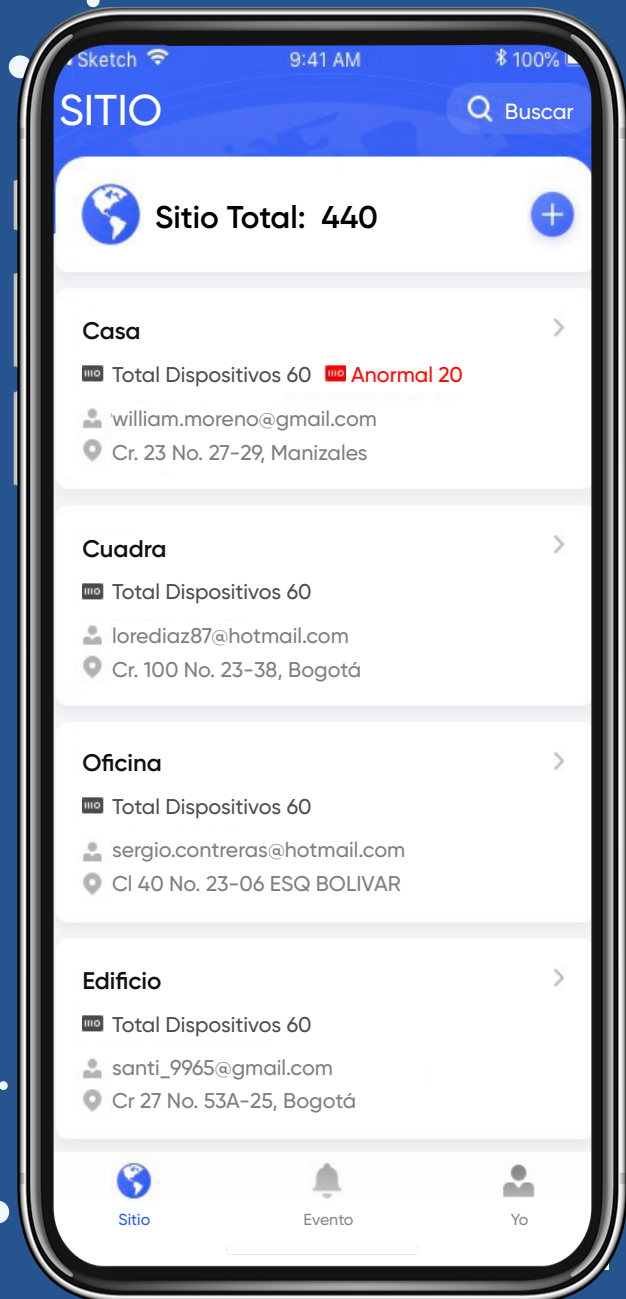 Sketch 9:41 AM 100%
SITIO Buscar
Sitio Total: 440
Casa
Total Dispositivos 60 Anormal 20
william.moreno@gmail.com
Cr. 23 No. 27-29, Manizales
Cuadra
Total Dispositivos 60
lorediaz87@hotmail.com
Cr. 100 No. 23-38, Bogotá
Oficina
Total Dispositivos 60
sergio.contreras@hotmail.com
Cl 40 No. 23-06 ESQ BOLIVAR
Edificio
Total Dispositivos 60
santi_9965@gmail.com
Cr 27 No. 53A-25, Bogotá
Sitio Evento Yo